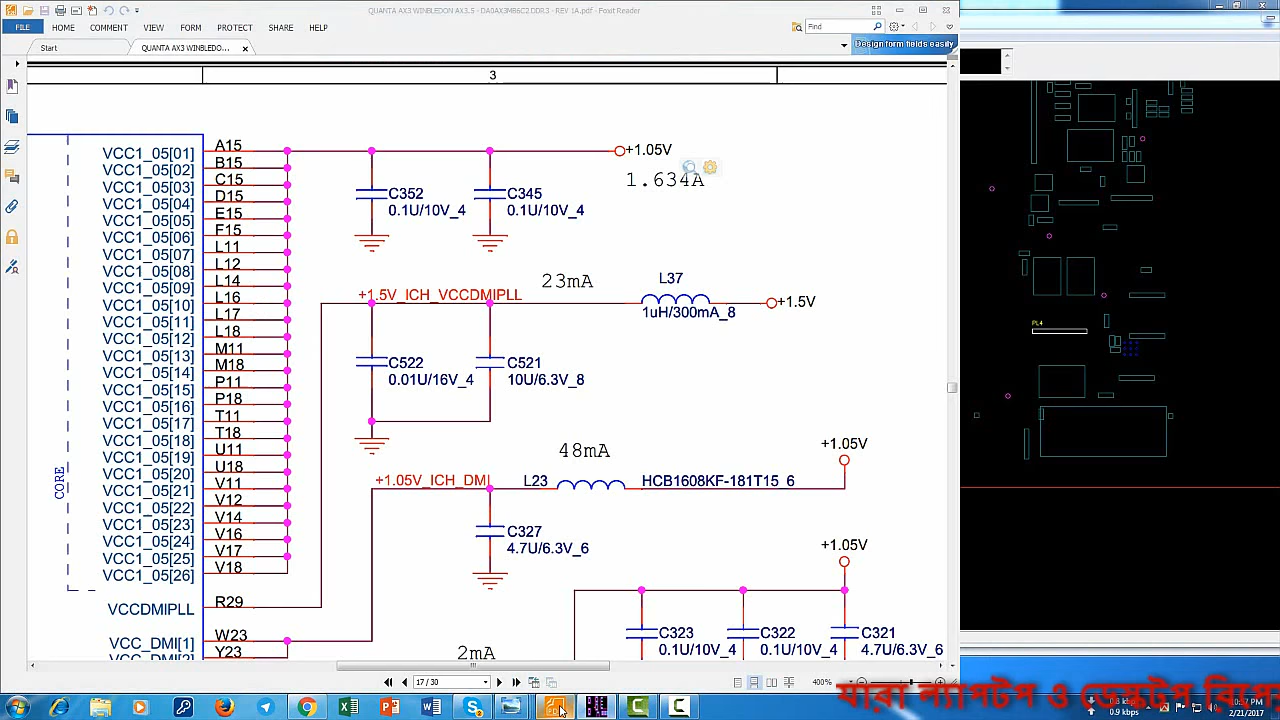 QUANTA AX3 WINBLEDON AX3.5 - DA0AX3MB6C2 DDR3 - REV 1A.pdf - Foxit Reader
FILE HOME COMMENT VIEW FORM PROTECT SHARE HELP
Find
Start
QUANTA AX3 WINBLEDO...
Design form fields easily
3
VCC1_05[01] A15
VCC1_05[02] B15
VCC1_05[03] C15
VCC1_05[04] D15
VCC1_05[05] E15
VCC1_05[06] F15
VCC1_05[07] L11
VCC1_05[08] L12
VCC1_05[09] L14
VCC1_05[10] L16
VCC1_05[11] L17
VCC1_05[12] L18
VCC1_05[13] M11
VCC1_05[14] M18
VCC1_05[15] P11
VCC1_05[16] P18
VCC1_05[17] T11
VCC1_05[18] T18
VCC1_05[19] U11
VCC1_05[20] U18
VCC1_05[21] V11
VCC1_05[22] V12
VCC1_05[23] V14
VCC1_05[24] V16
VCC1_05[25] V17
VCC1_05[26] V18
CORE
VCCDMIPLL R29
VCC_DMI[1] W23
Y23
+1.05V
1.634A
C352
0.1U/10V_4
C345
0.1U/10V_4
+1.5V_ICH_VCCDMIPLL
23mA
L37
1uH/300mA_8
+1.5V
C522
0.01U/16V_4
C521
10U/6.3V_8
48mA
+1.05V
+1.05V_ICH_DMI
L23
HCB1608KF-181T15_6
C327
4.7U/6.3V_6
+1.05V
C323
0.1U/10V_4
C322
0.1U/10V_4
C321
4.7U/6.3V_6
2mA
PL4
17 / 30
400%
যারা ল্যাপটপ ও ডেস্কটপ
0.9 kB/s
2/21/2017